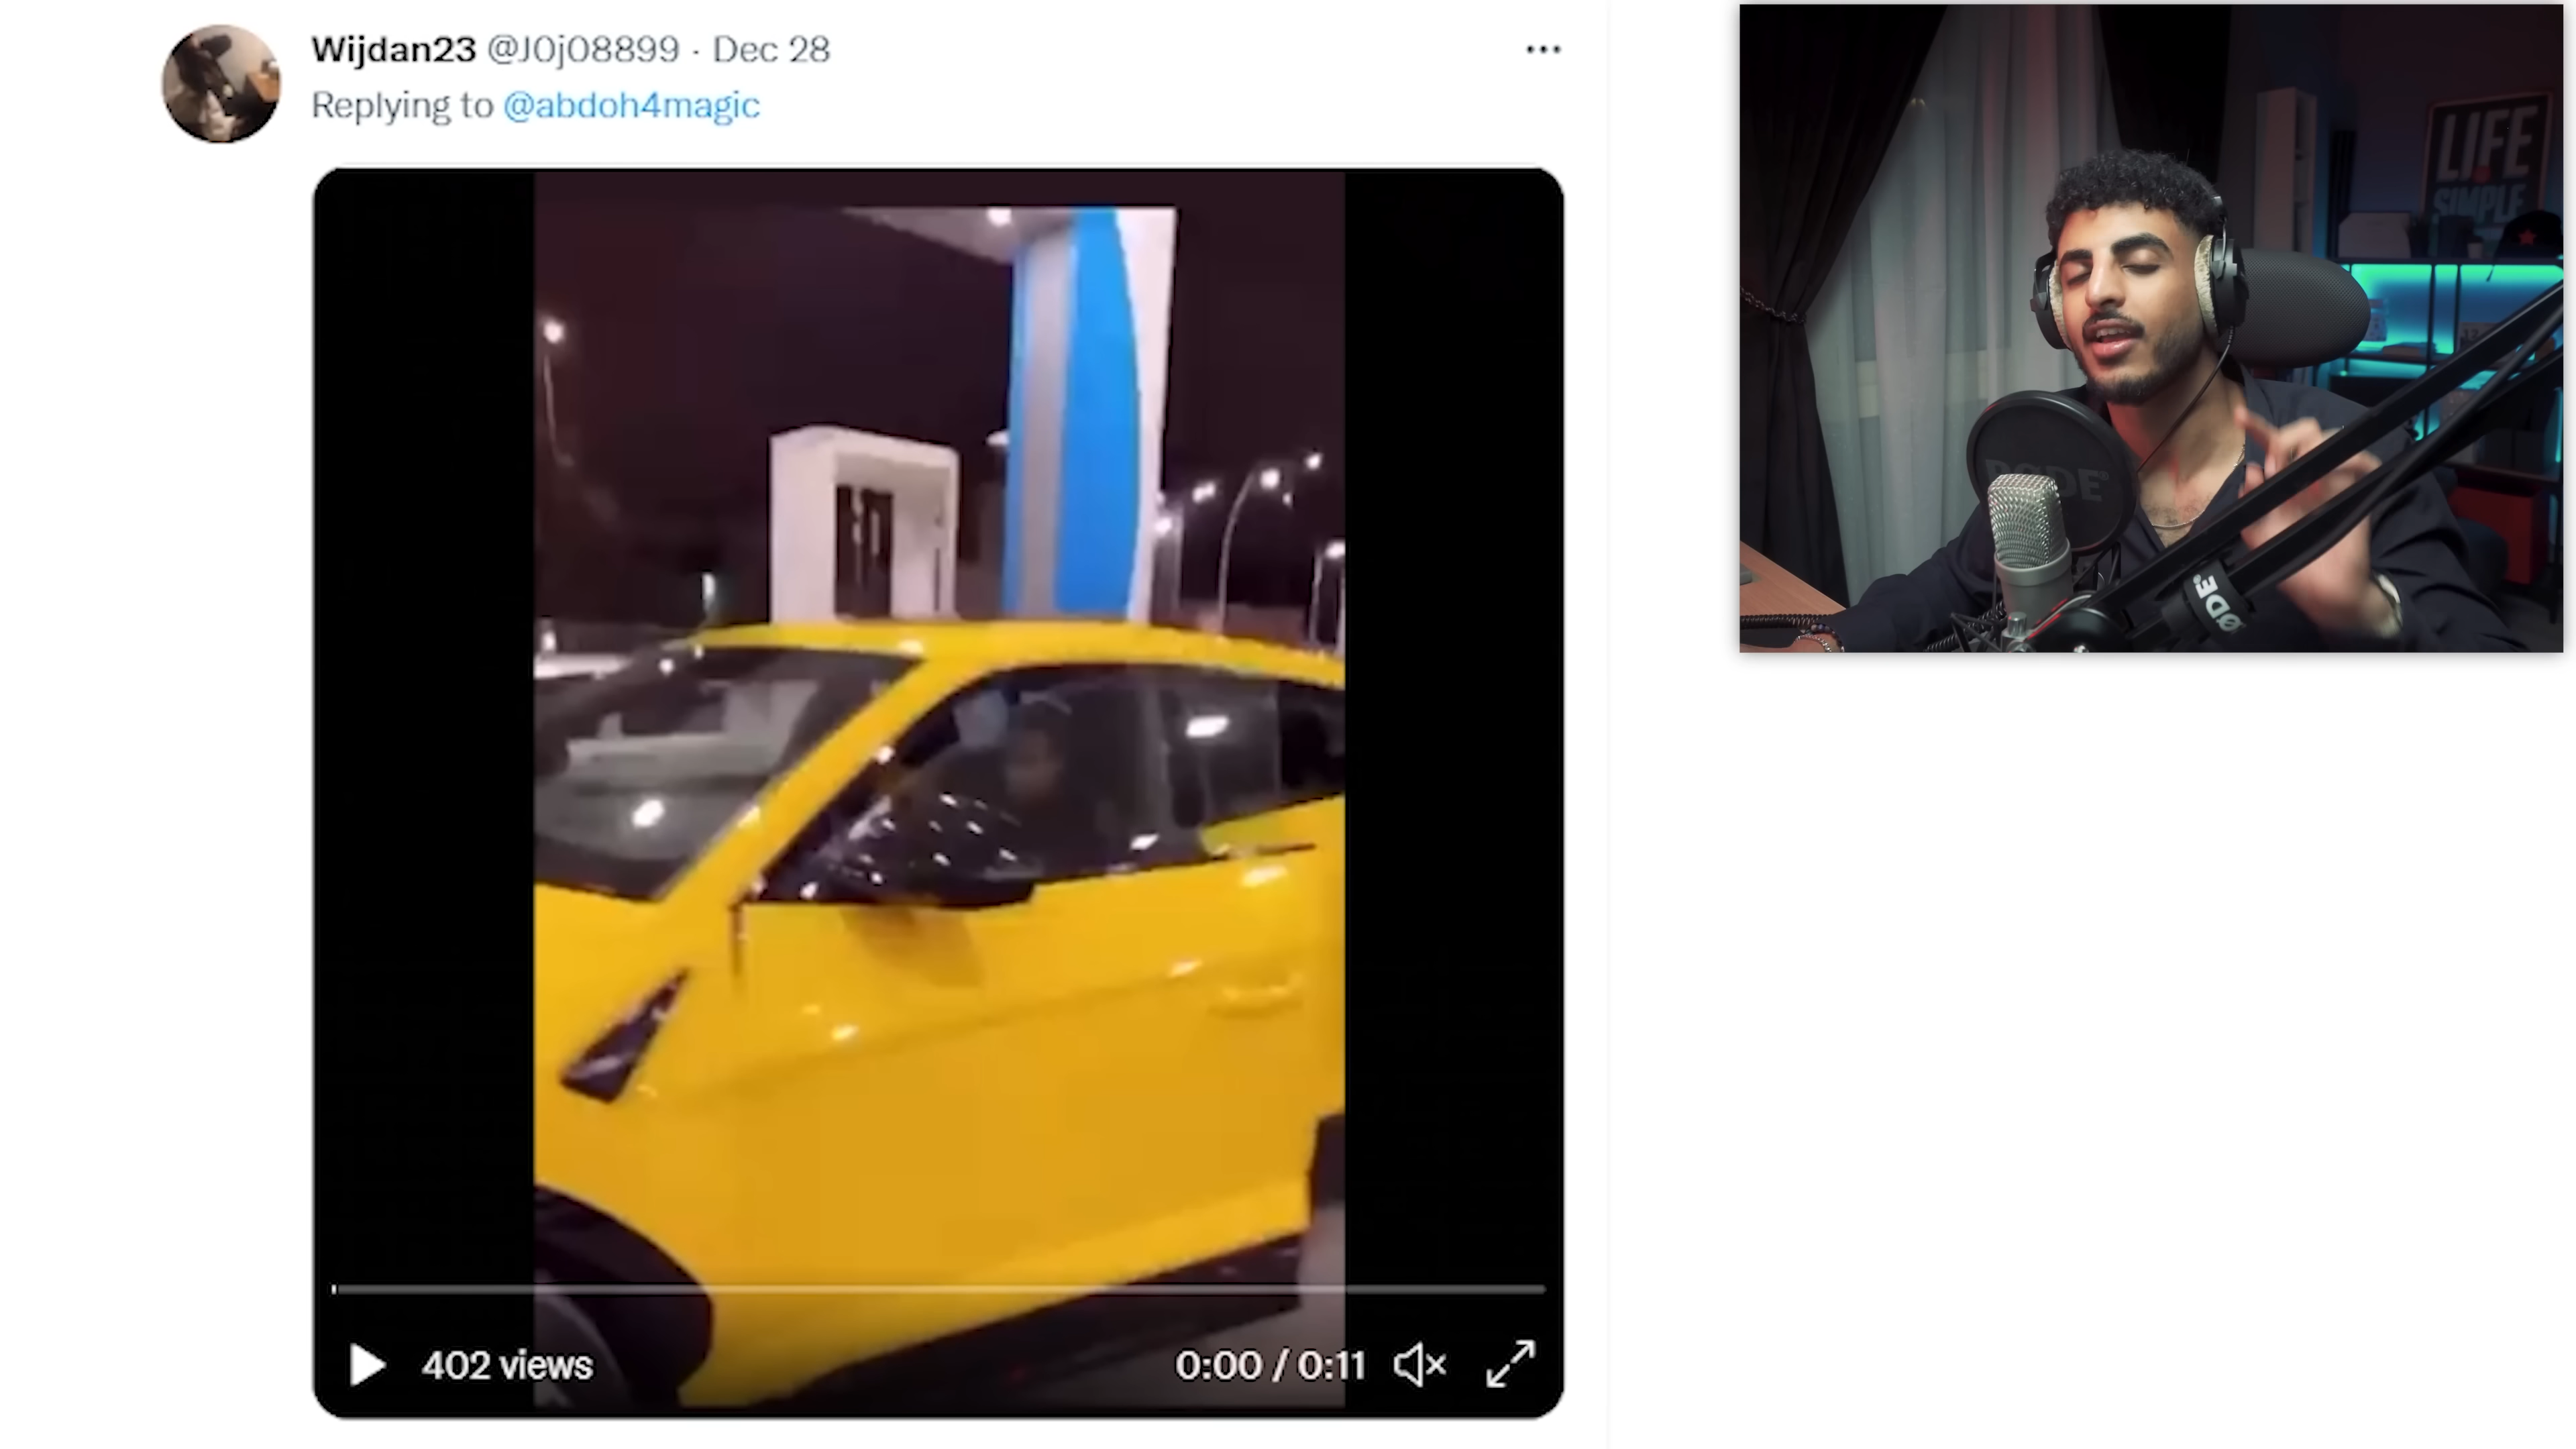 Wijdan23 @J0j08899 · Dec 28
Replying to @abdoh4magic
402 views
0:00 / 0:11
LIFE
SIMPLE
RØDE
RØDE